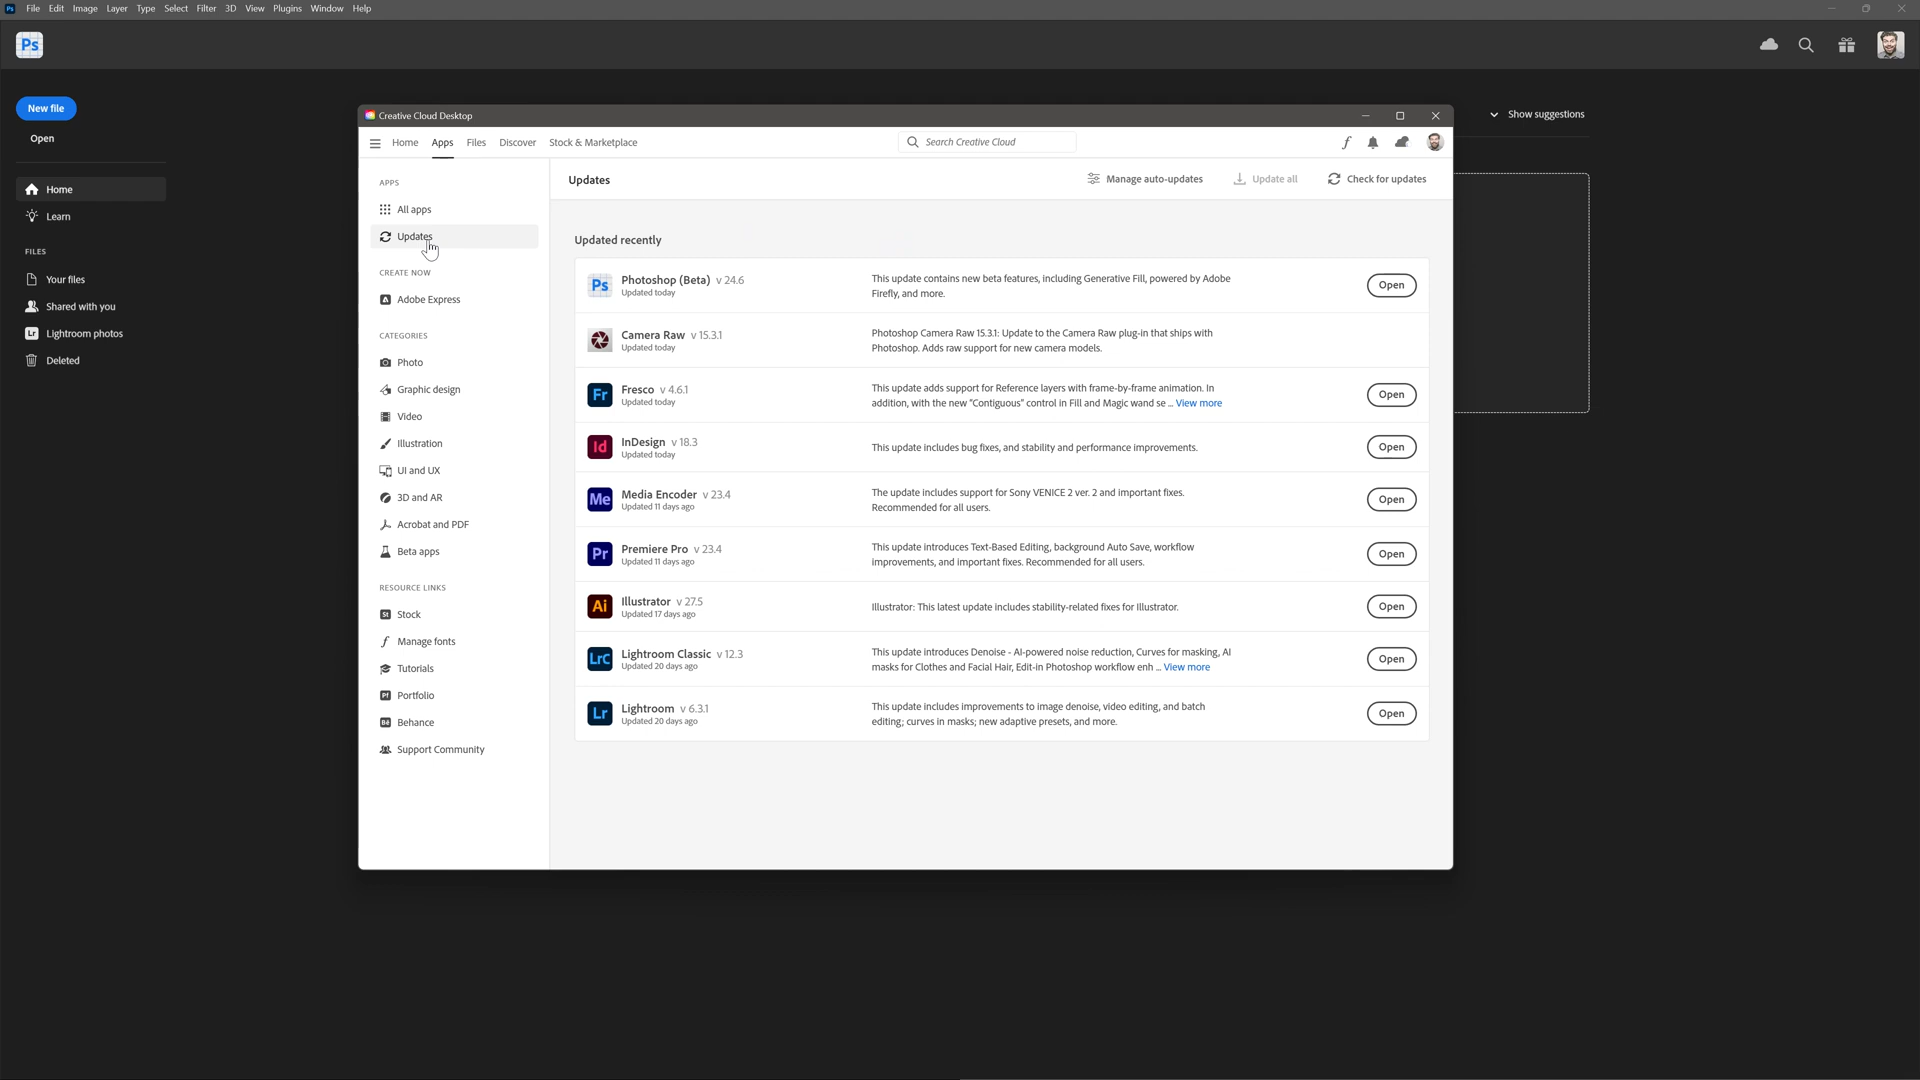 Ps File Edit Image Layer Type Select Filter 3D View Plugins Window Help
Ps
New file
Open
Home
Learn
FILES
Your files
Shared with you
Lr Lightroom photos
Deleted
Show suggestions
Creative Cloud Desktop
Home Apps Files Discover Stock & Marketplace
Search Creative Cloud
APPS
All apps
Updates
CREATE NOW
Adobe Express
CATEGORIES
Photo
Graphic design
Video
Illustration
UI and UX
3D and AR
Acrobat and PDF
Beta apps
RESOURCE LINKS
St Stock
Manage fonts
Tutorials
Pf Portfolio
Bē Behance
Support Community
Updates
Manage auto-updates Update all Check for updates
Updated recently
Ps Photoshop (Beta) v 24.6
Updated today
This update contains new beta features, including Generative Fill, powered by Adobe
Firefly, and more.
Open
Camera Raw v 15.3.1
Updated today
Photoshop Camera Raw 15.3.1: Update to the Camera Raw plug-in that ships with
Photoshop. Adds raw support for new camera models.
Fr Fresco v 4.6.1
Updated today
This update adds support for Reference layers with frame-by-frame animation. In
addition, with the new "Contiguous" control in Fill and Magic wand se ... View more
Open
Id InDesign v 18.3
Updated today
This update includes bug fixes, and stability and performance improvements.
Open
Me Media Encoder v 23.4
Updated 11 days ago
The update includes support for Sony VENICE 2 ver. 2 and important fixes.
Recommended for all users.
Open
Pr Premiere Pro v 23.4
Updated 11 days ago
This update introduces Text-Based Editing, background Auto Save, workflow
improvements, and important fixes. Recommended for all users.
Open
Ai Illustrator v 27.5
Updated 17 days ago
Illustrator: This latest update includes stability-related fixes for Illustrator.
Open
LrC Lightroom Classic v 12.3
Updated 20 days ago
This update introduces Denoise - AI-powered noise reduction, Curves for masking, AI
masks for Clothes and Facial Hair, Edit-in Photoshop workflow enh ... View more
Open
Lr Lightroom v 6.3.1
Updated 20 days ago
This update includes improvements to image denoise, video editing, and batch
editing; curves in masks; new adaptive presets, and more.
Open